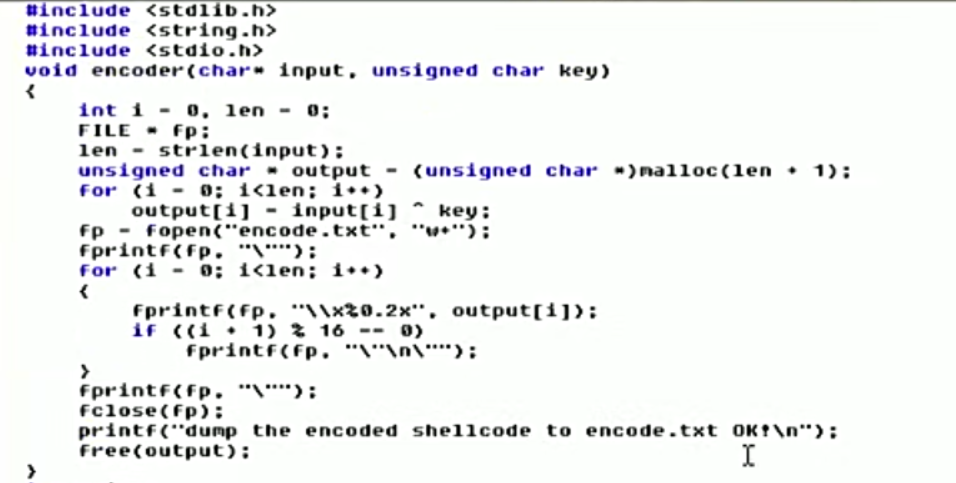 #include <stdlib.h>
#include <string.h>
#include <stdio.h>
void encoder(char* input, unsigned char key)
{
    int i = 0, len = 0;
    FILE * fp;
    len = strlen(input);
    unsigned char * output = (unsigned char *)malloc(len + 1);
    for (i = 0; i<len; i++)
        output[i] = input[i] ^ key;
    fp = fopen("encode.txt", "w+");
    fprintf(fp, "\"");
    for (i = 0; i<len; i++)
    {
        fprintf(fp, "\\x%0.2x", output[i]);
        if ((i + 1) % 16 == 0)
            fprintf(fp, "\"\n\"");
    }
    fprintf(fp, "\"");
    fclose(fp);
    printf("dump the encoded shellcode to encode.txt OK!\n");
    free(output);
}